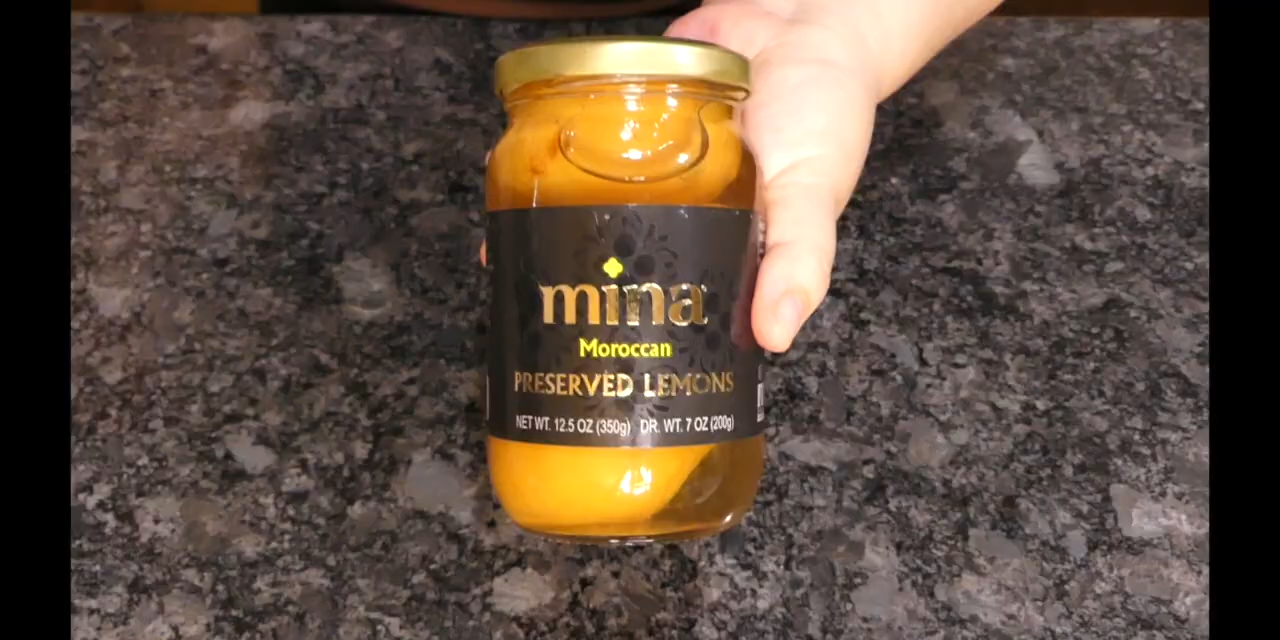 mina
Moroccan
PRESERVED LEMONS
NET WT. 12.5 OZ (350g) DR. WT. 7 OZ (200g)